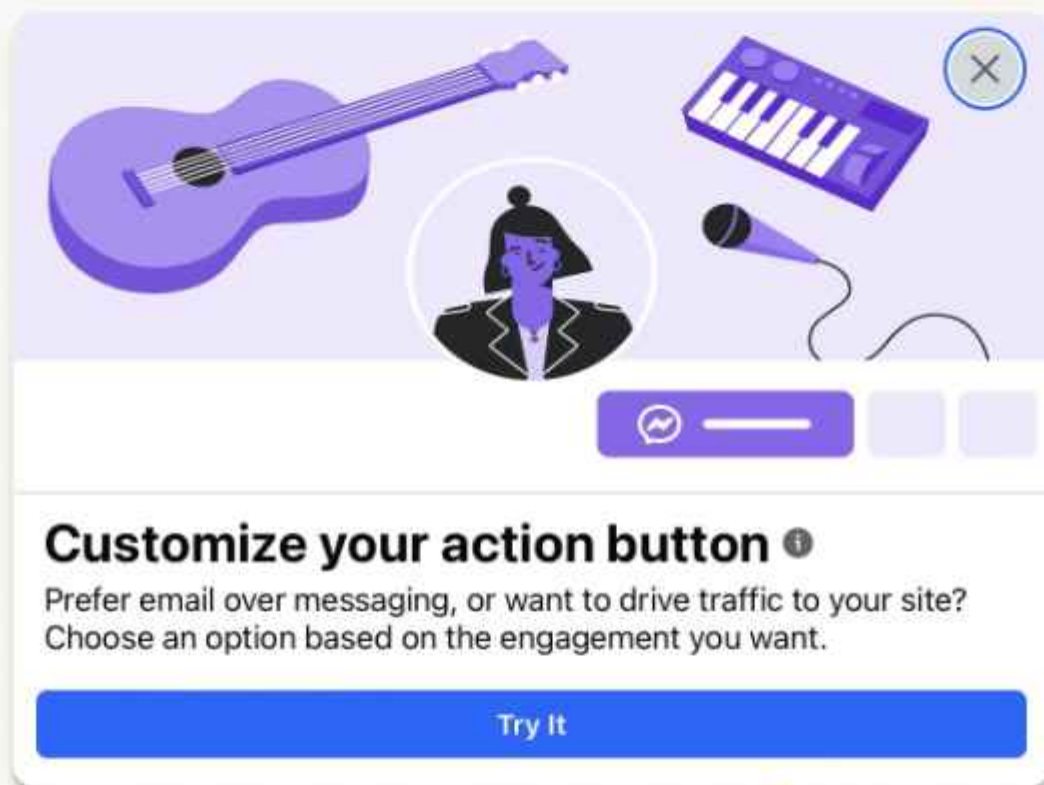 Customize your action button
Prefer email over messaging, or want to drive traffic to your site?
Choose an option based on the engagement you want.
Try It